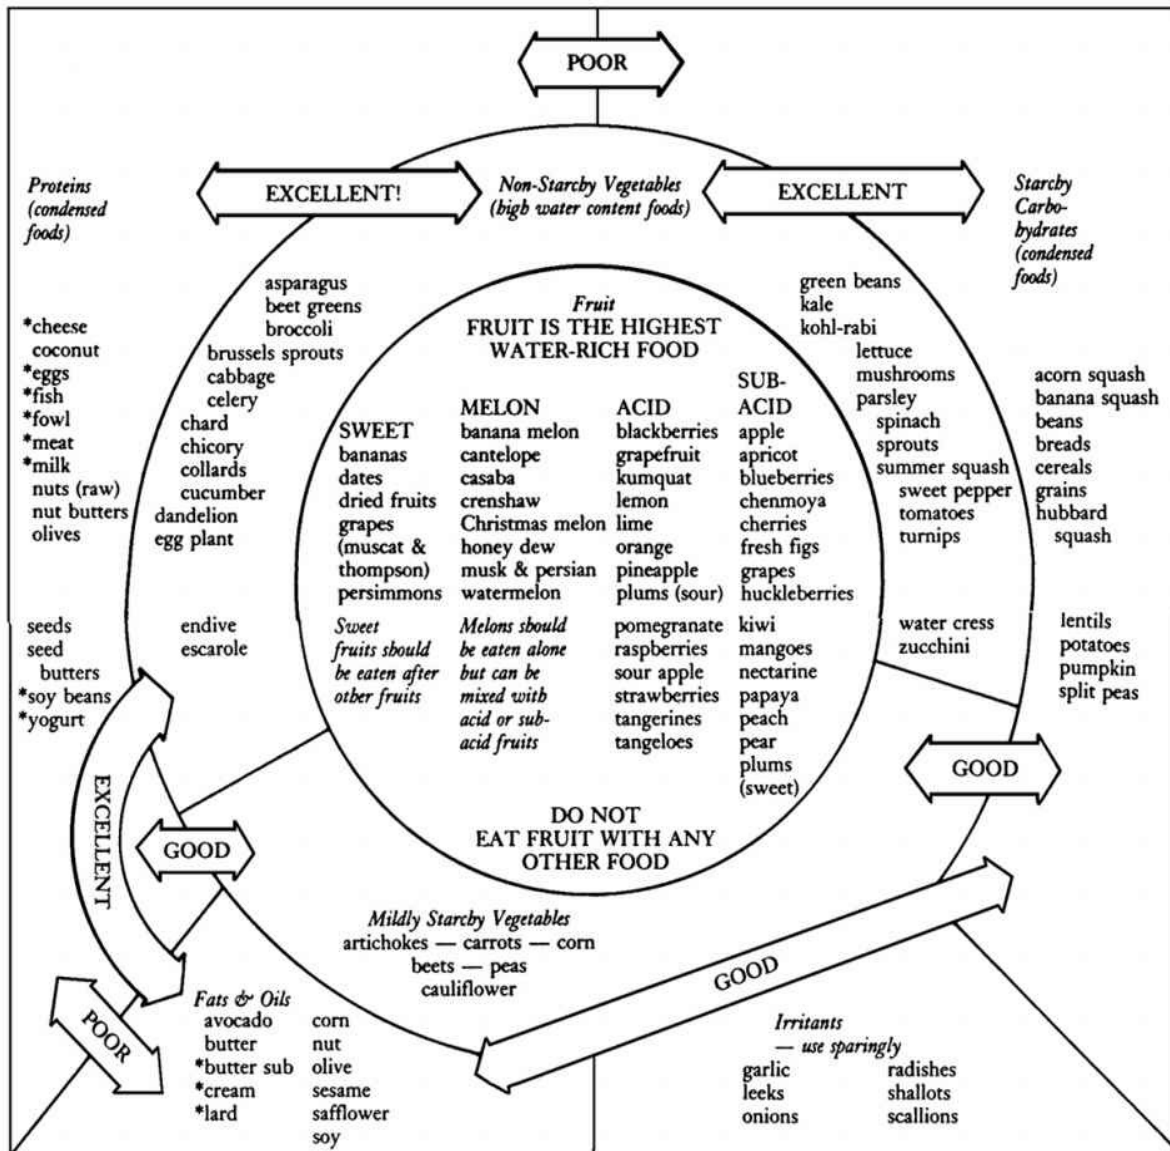 POOR
Proteins
(condensed
foods)
EXCELLENT!
Non-Starchy Vegetables
(high water content foods)
EXCELLENT
Starchy
Carbo-
hydrates
(condensed
foods)
*cheese
coconut
*eggs
*fish
*fowl
*meat
*milk
nuts (raw)
nut butters
olives
seeds
seed
butters
*soy beans
*yogurt
asparagus
beet greens
broccoli
brussels sprouts
cabbage
celery
chard
chicory
collards
cucumber
dandelion
egg plant
endive
escarole
Fruit
FRUIT IS THE HIGHEST
WATER-RICH FOOD
SWEET
bananas
dates
dried fruits
grapes
(muscat &
thompson)
persimmons
Sweet
fruits should
be eaten after
other fruits
MELON
banana melon
cantelope
casaba
crenshaw
Christmas melon
honey dew
musk & persian
watermelon
Melons should
be eaten alone
but can be
mixed with
acid or sub-
acid fruits
ACID
blackberries
grapefruit
kumquat
lemon
lime
orange
pineapple
plums (sour)
pomegranate
raspberries
sour apple
strawberries
tangerines
tangeloes
SUB-
ACID
apple
apricot
blueberries
chenmoya
cherries
fresh figs
grapes
huckleberries
kiwi
mangoes
nectarine
papaya
peach
pear
plums
(sweet)
DO NOT
EAT FRUIT WITH ANY
OTHER FOOD
green beans
kale
kohl-rabi
lettuce
mushrooms
parsley
spinach
sprouts
summer squash
sweet pepper
tomatoes
turnips
water cress
zucchini
acorn squash
banana squash
beans
breads
cereals
grains
hubbard
squash
lentils
potatoes
pumpkin
split peas
EXCELLENT
GOOD
GOOD
Mildly Starchy Vegetables
artichokes — carrots — corn
beets — peas
cauliflower
GOOD
POOR
Fats & Oils
avocado
butter
*butter sub
*cream
*lard
corn
nut
olive
sesame
safflower
soy
Irritants
— use sparingly
garlic
leeks
onions
radishes
shallots
scallions